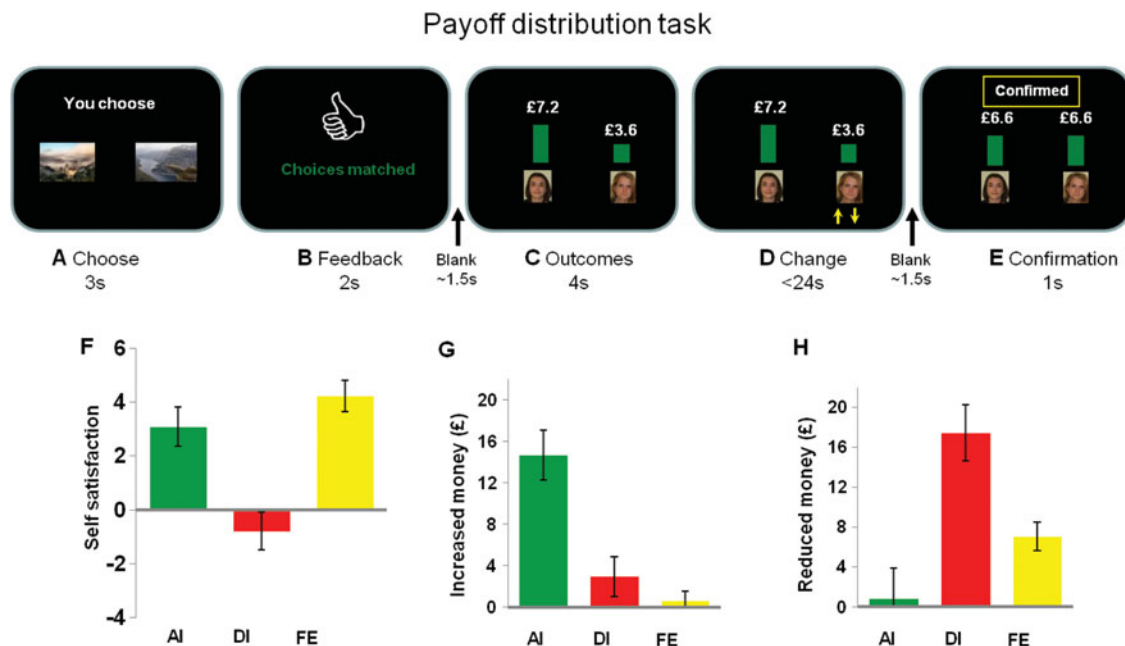 Payoff distribution task
You choose
Choices matched
£7.2
£3.6
£7.2
£3.6
Confirmed
£6.6 £6.6
A Choose
3s
B Feedback
2s
Blank
~1.5s
C Outcomes
4s
D Change
<24s
Blank
~1.5s
E Confirmation
1s
F
Self satisfaction
6
4
2
0
-2
-4
AI DI FE
G
Increased money (£)
20
16
12
8
4
0
AI DI FE
H
Reduced money (£)
20
16
12
8
4
0
AI DI FE